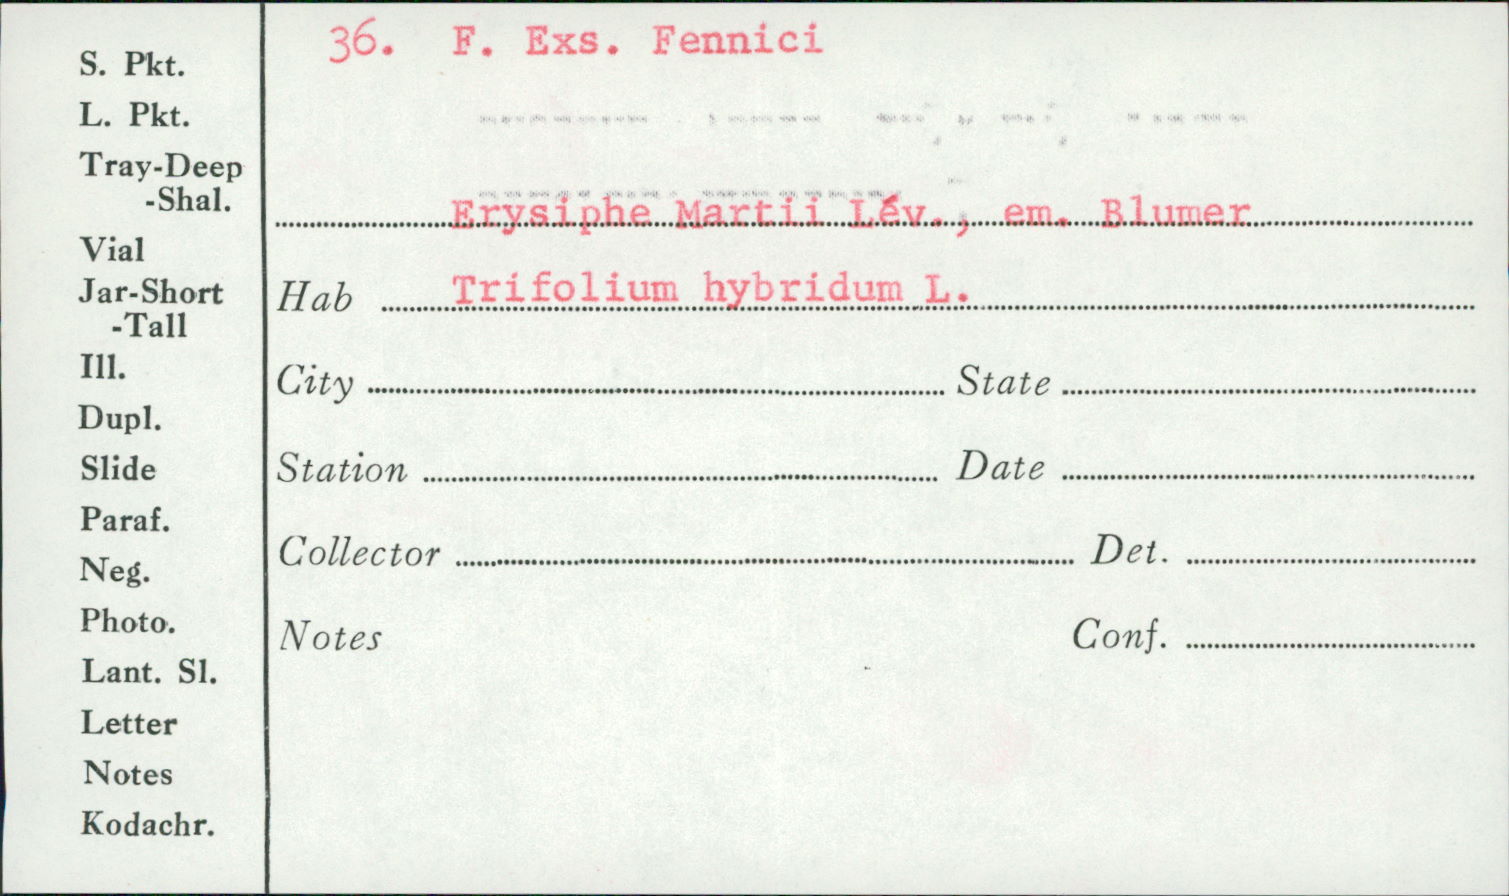 36. F. Exs. Fennici
S. Pkt.
L. Pkt.
Tray-Deep
-Shal.
Erysiphe Martii Lév., em. Blumer
Vial
Jar-Short
-Tall
Hab Trifolium hybridum L.
Ill.
City State
Dupl.
Slide
Station Date
Paraf.
Neg.
Collector Det.
Photo.
Notes Conf.
Lant. Sl.
Letter
Notes
Kodachr.